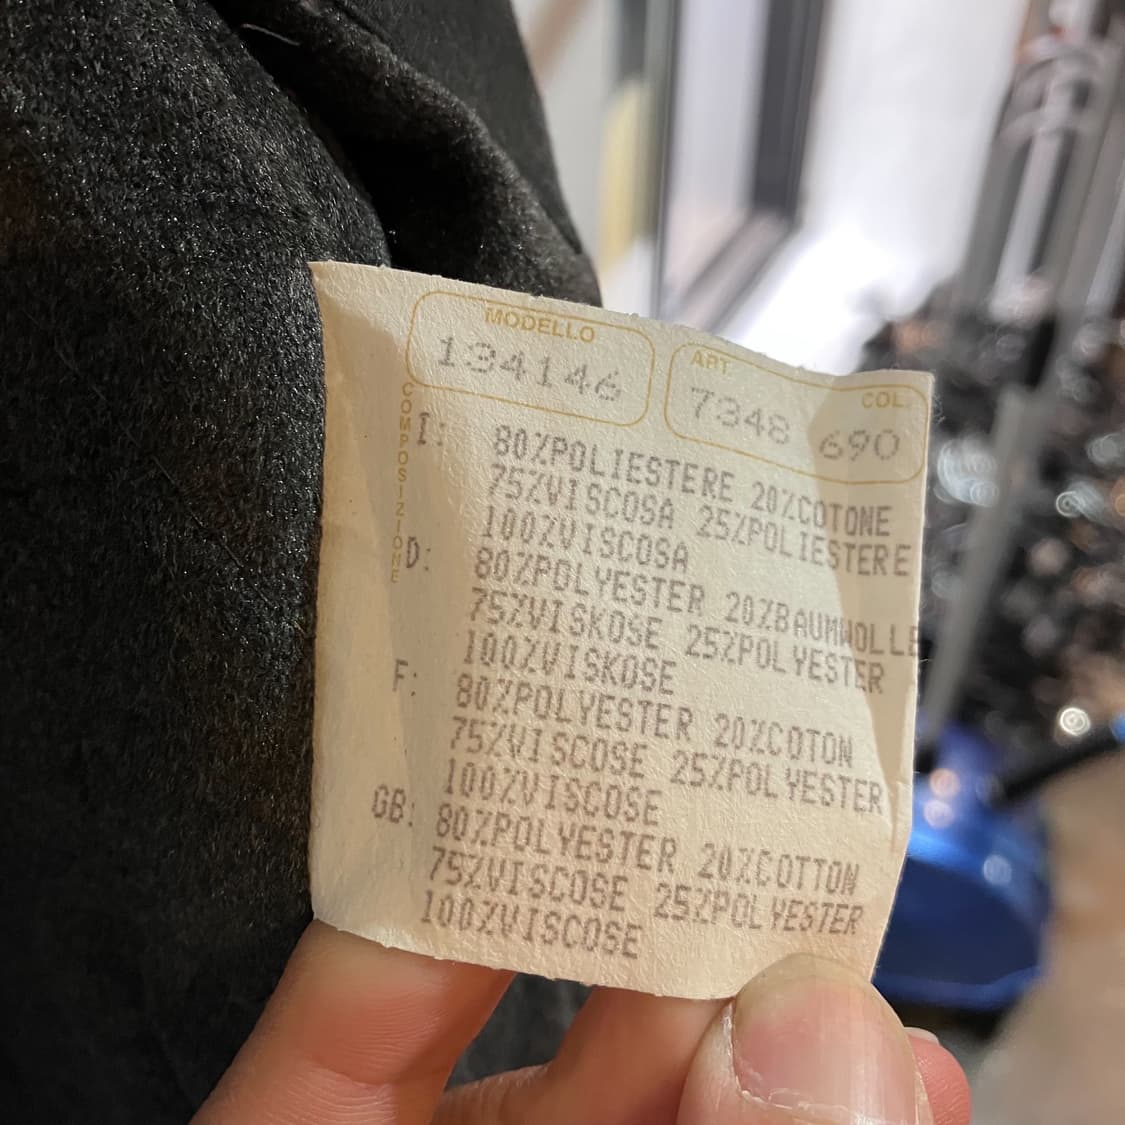 MODELLO
194146
ART. COL.
7348 690
COMPOSIZIONE
I: 80%POLIESTERE 20%COTONE
75%VISCOSA 25%POLIESTERE
100%VISCOSA
D: 80%POLYESTER 20%BAUMWOLLE
75%VISKOSE 25%POLYESTER
100%VISKOSE
F: 80%POLYESTER 20%COTON
75%VISCOSE 25%POLYESTER
100%VISCOSE
GB: 80%POLYESTER 20%COTTON
75%VISCOSE 25%POLYESTER
100%VISCOSE